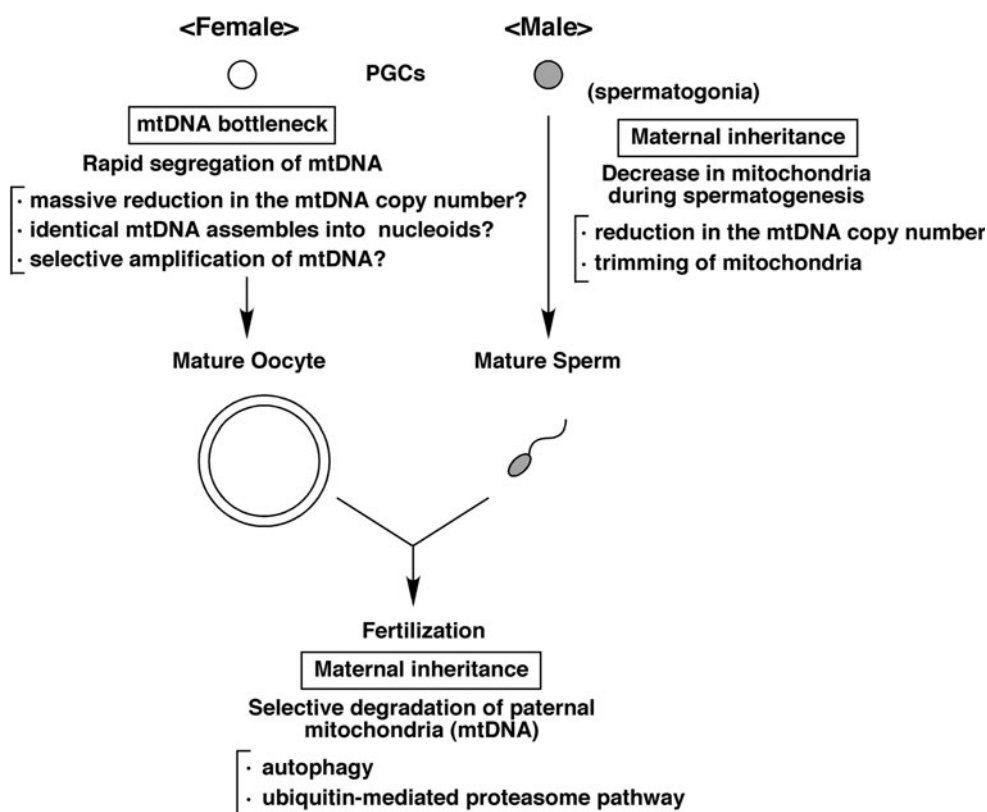 <Female>
<Male>
PGCs
(spermatogonia)
mtDNA bottleneck
Rapid segregation of mtDNA
· massive reduction in the mtDNA copy number?
· identical mtDNA assembles into nucleoids?
· selective amplification of mtDNA?
Maternal inheritance
Decrease in mitochondria
during spermatogenesis
· reduction in the mtDNA copy number
· trimming of mitochondria
Mature Oocyte
Mature Sperm
Fertilization
Maternal inheritance
Selective degradation of paternal
mitochondria (mtDNA)
· autophagy
· ubiquitin-mediated proteasome pathway